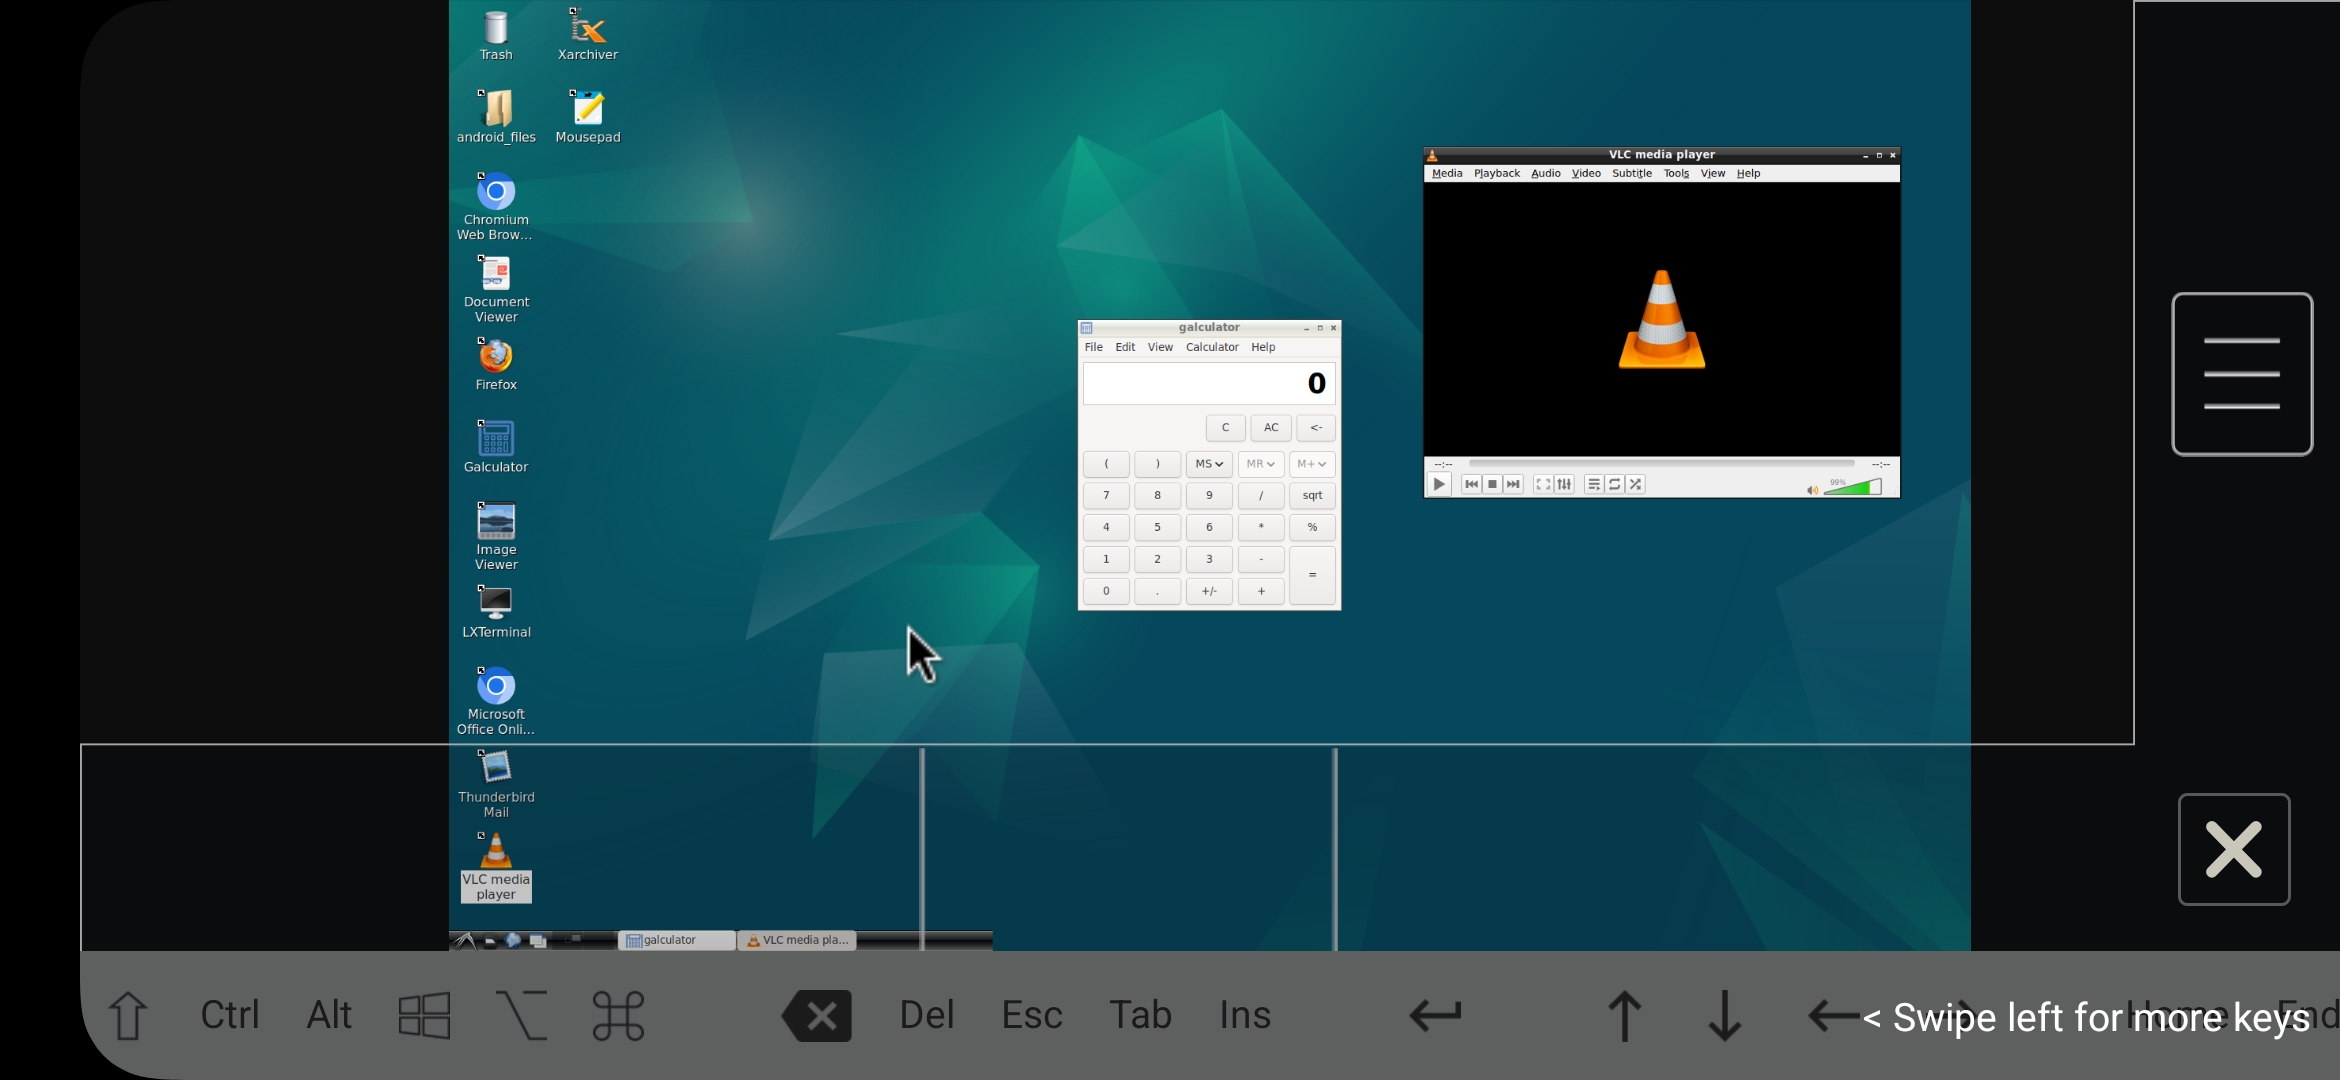 Trash
Xarchiver
android_files
Mousepad
Chromium
Web Brow...
Document
Viewer
Firefox
Galculator
Image
Viewer
LXTerminal
Microsoft
Office Onli...
Thunderbird
Mail
VLC media
player
galculator
File Edit View Calculator Help
0
C AC <-
( ) MS MR M+
7 8 9 / sqrt
4 5 6 * %
1 2 3 -
=
0 . +/- +
VLC media player
Media Playback Audio Video Subtitle Tools View Help
--:-- --:--
99%
galculator VLC media pla...
Ctrl Alt Del Esc Tab Ins Home End
< Swipe left for more keys